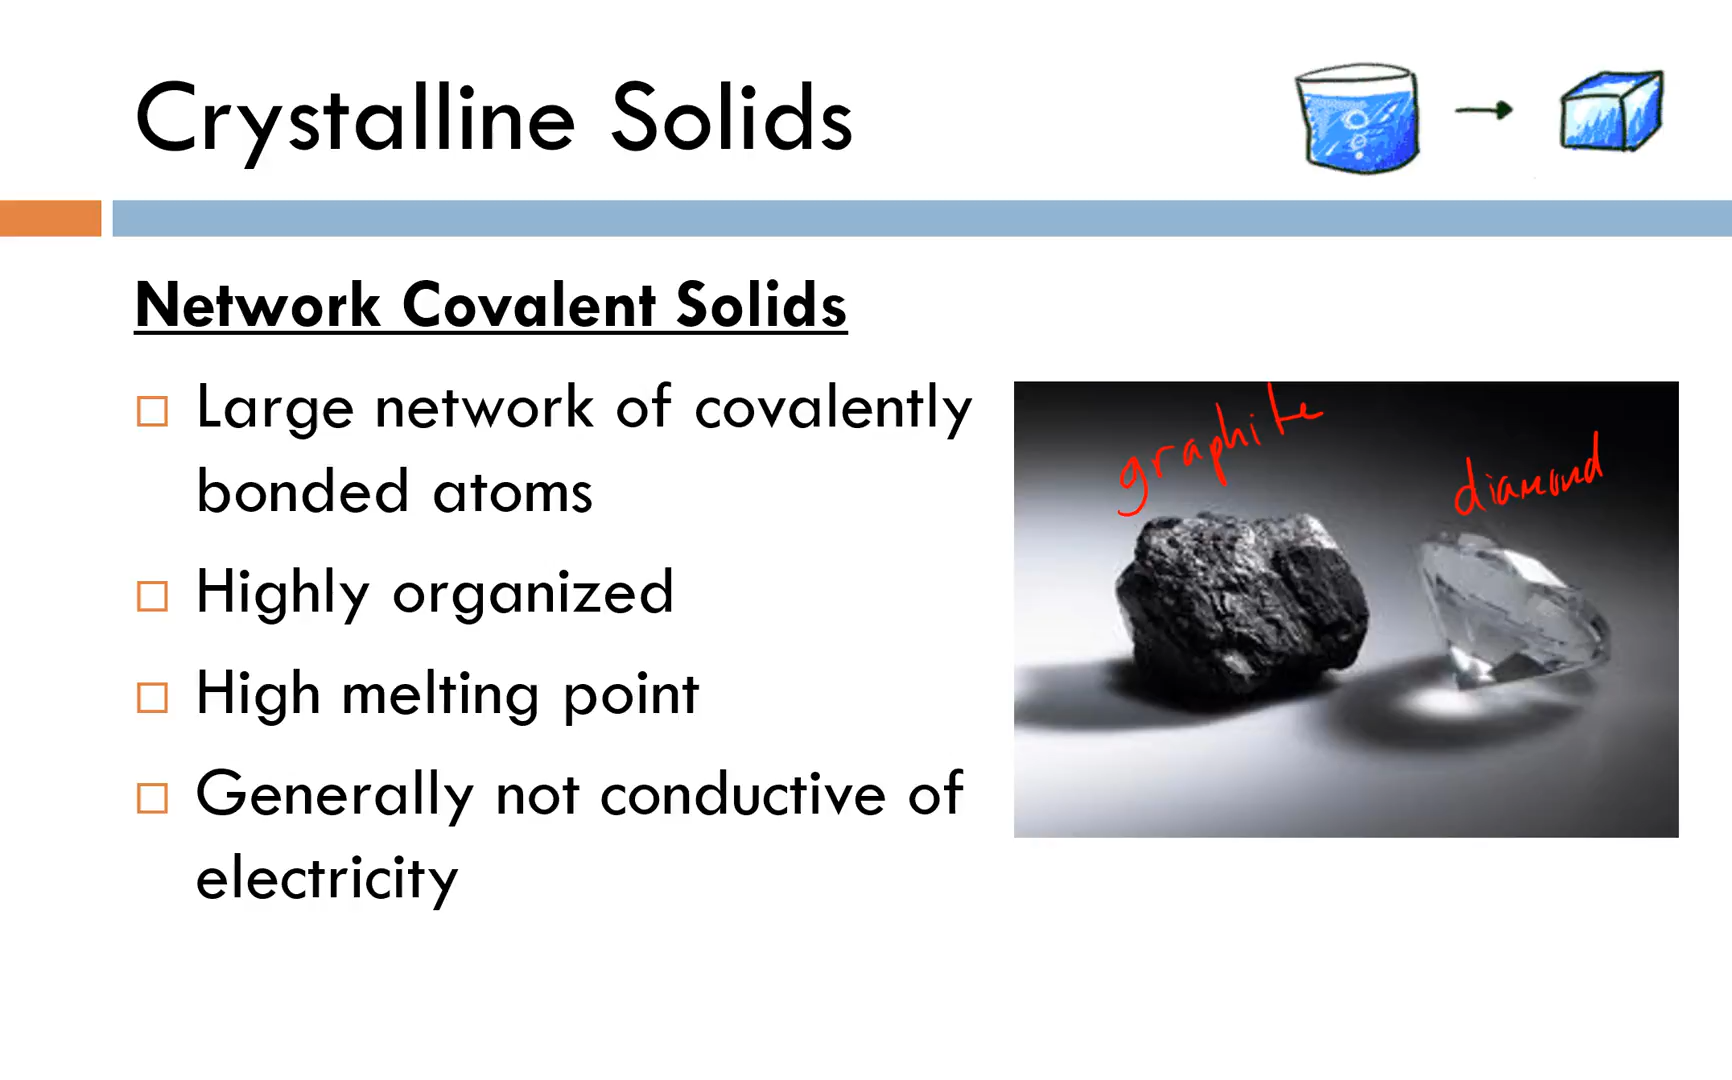 Crystalline Solids
Network Covalent Solids
Large network of covalently
bonded atoms
Highly organized
High melting point
Generally not conductive of
electricity
graphite
diamond